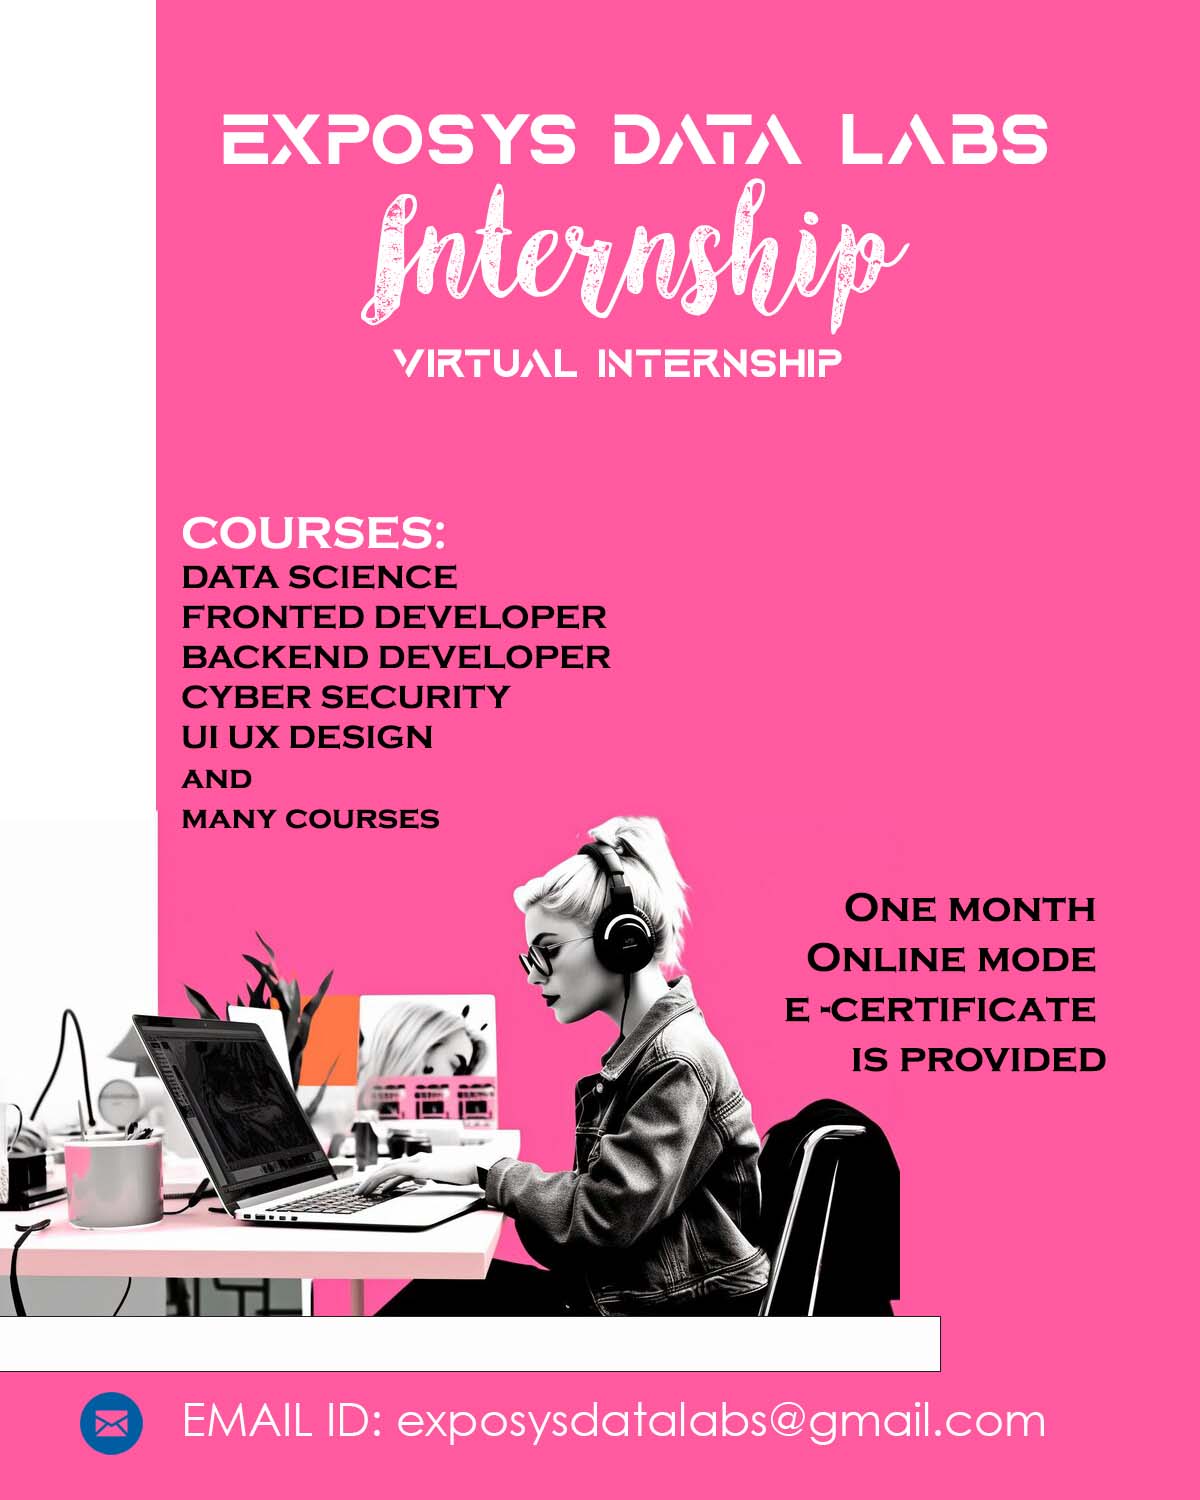 EXPOSYS DATA LABS
Internship
VIRTUAL INTERNSHIP
COURSES:
DATA SCIENCE
FRONTED DEVELOPER
BACKEND DEVELOPER
CYBER SECURITY
UI UX DESIGN
AND
MANY COURSES
ONE MONTH
ONLINE MODE
E -CERTIFICATE
IS PROVIDED
EMAIL ID: exposysdatalabs@gmail.com